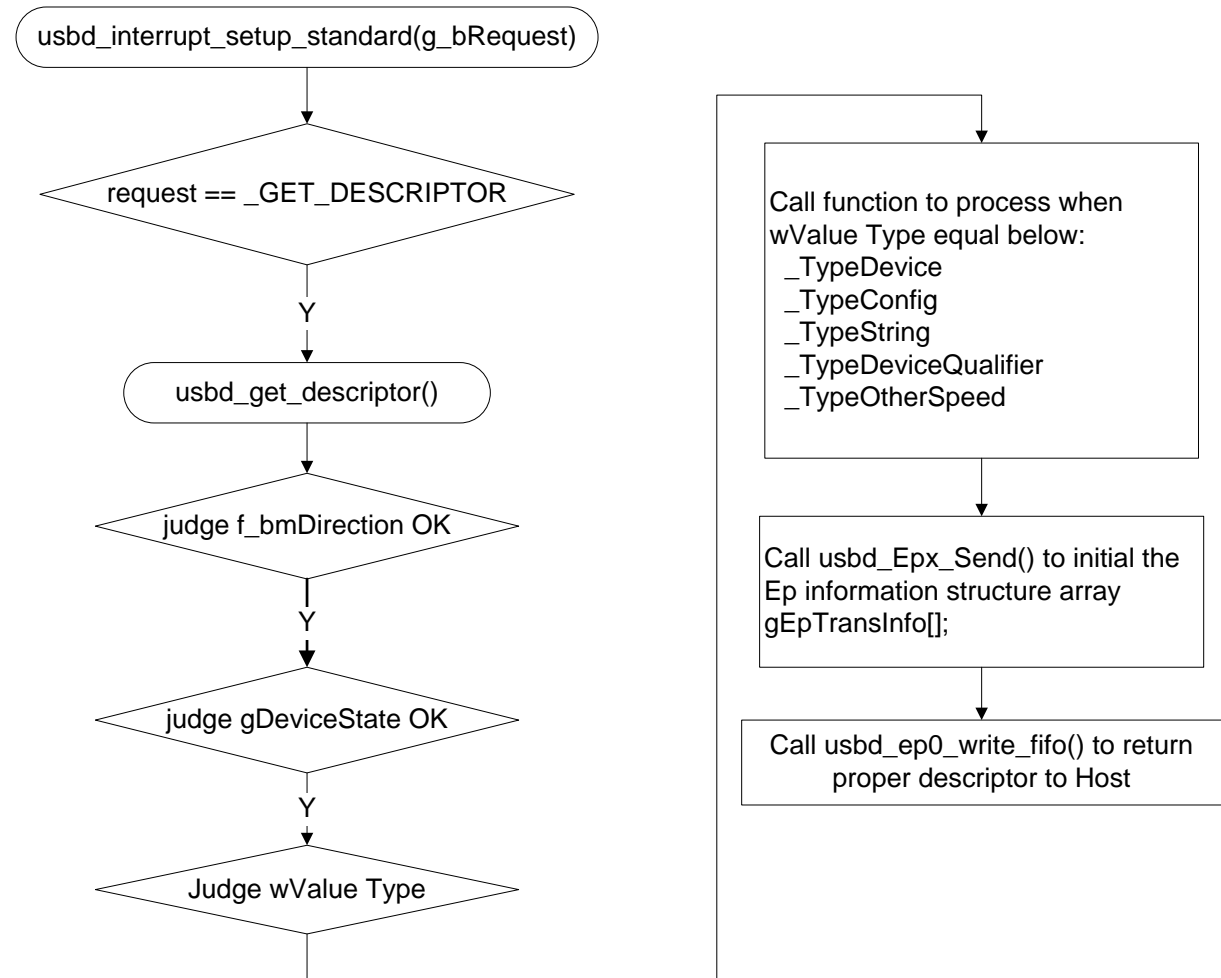 usbd_interrupt_setup_standard(g_bRequest)
request == _GET_DESCRIPTOR
Y
usbd_get_descriptor()
judge f_bmDirection OK
Y
judge gDeviceState OK
Y
Judge wValue Type
Call function to process when
wValue Type equal below:
_TypeDevice
_TypeConfig
_TypeString
_TypeDeviceQualifier
_TypeOtherSpeed
Call usbd_Epx_Send() to initial the
Ep information structure array
gEpTransInfo[];
Call usbd_ep0_write_fifo() to return
proper descriptor to Host